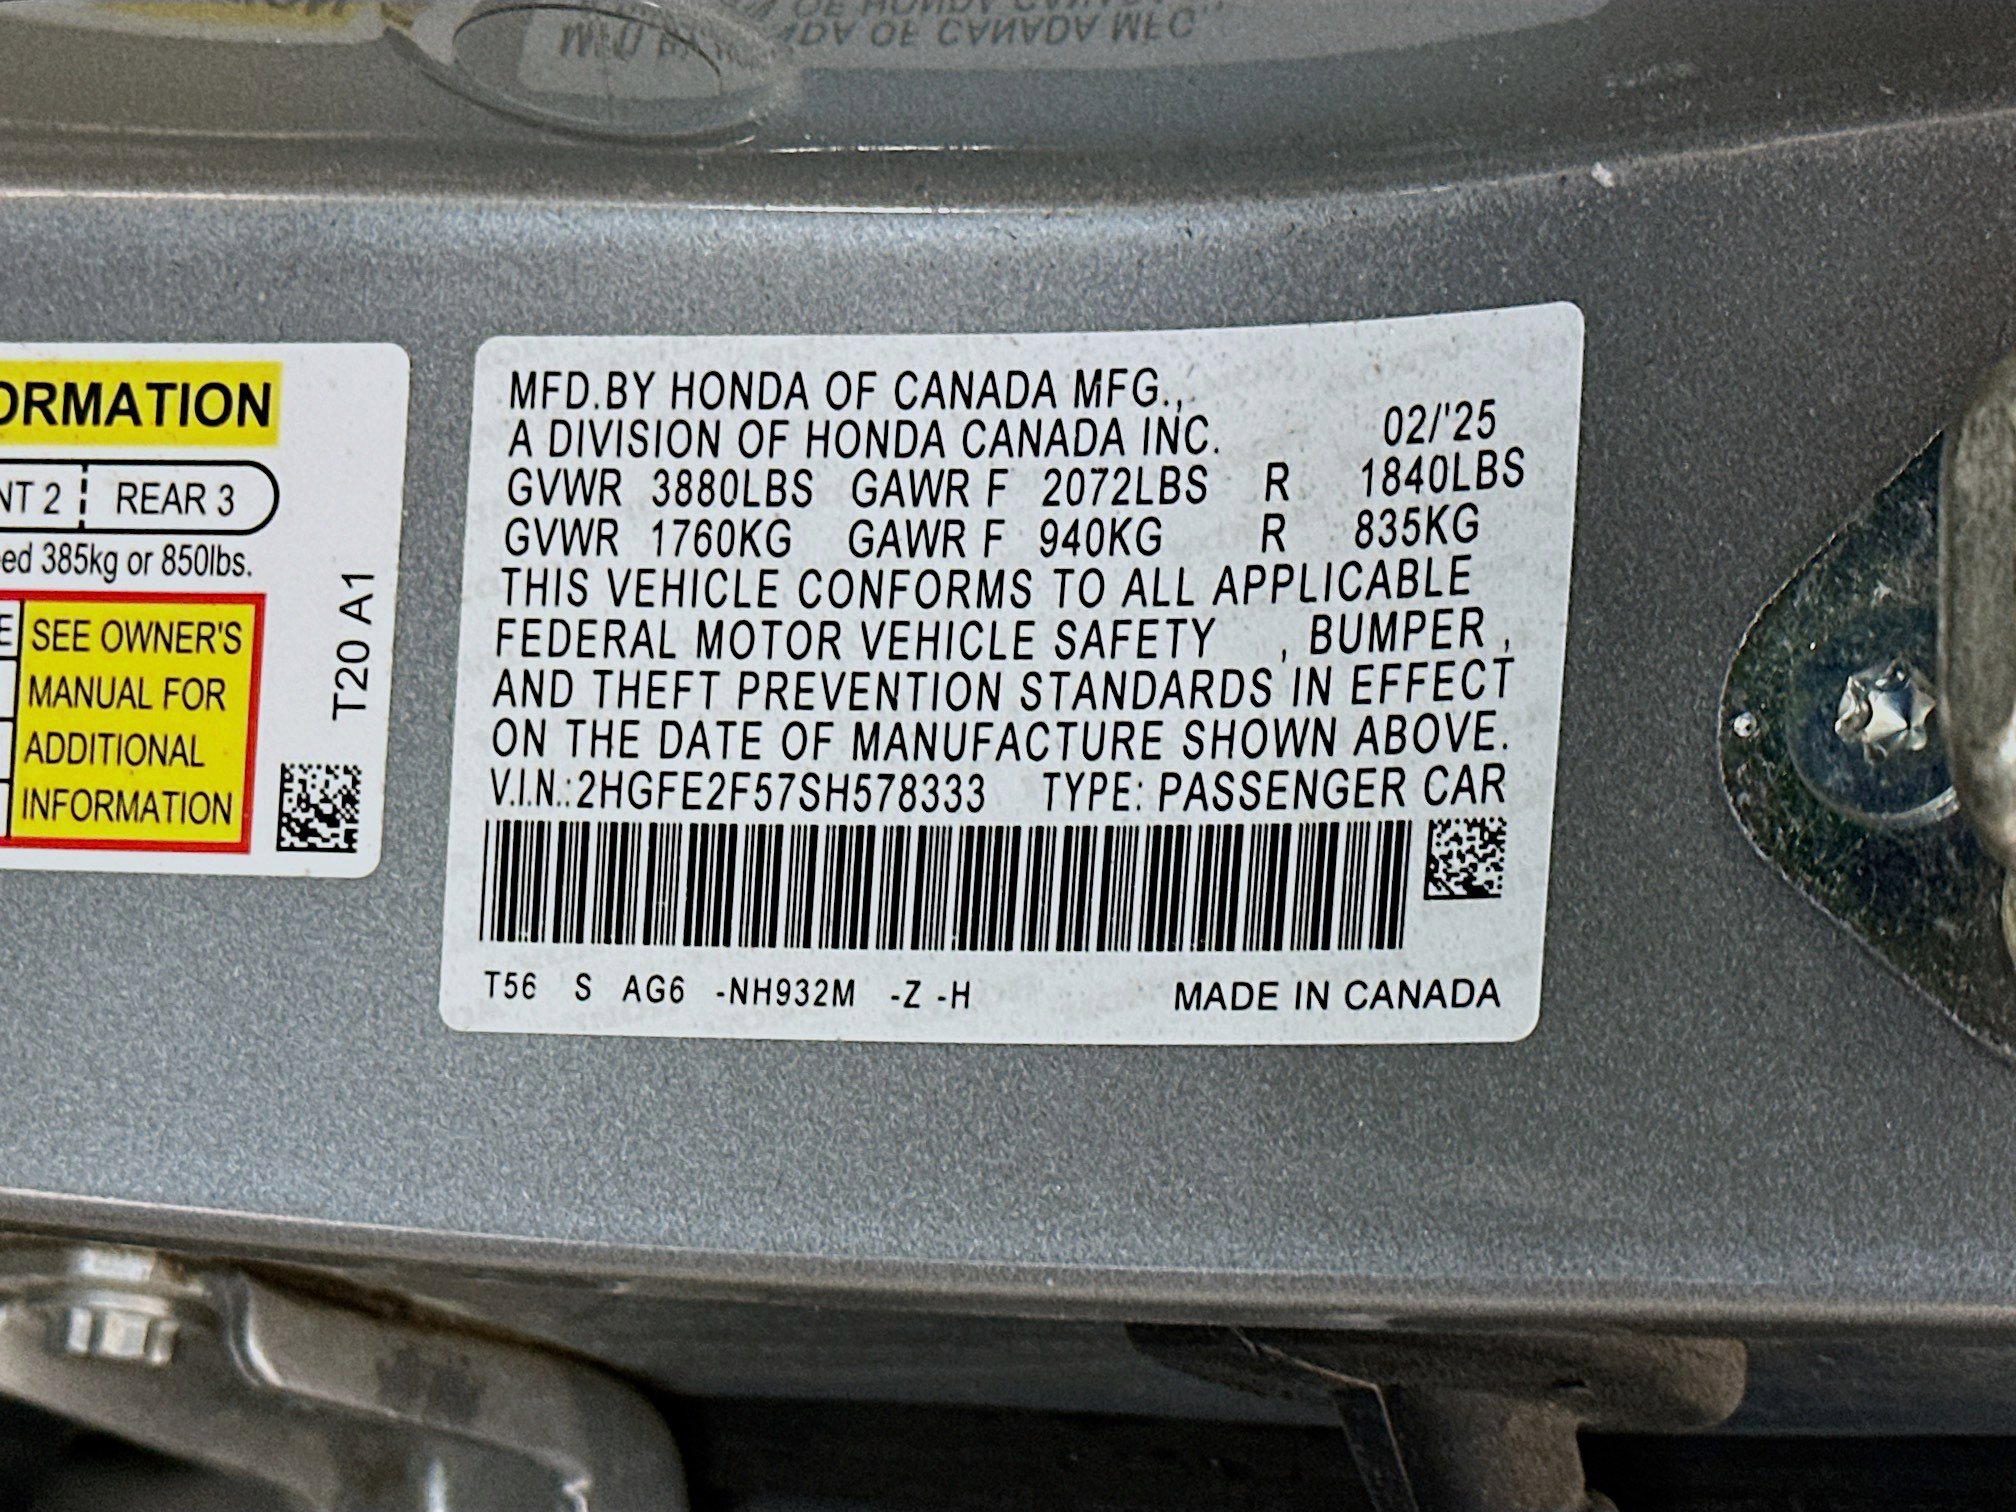 ORMATION
NT 2 REAR 3
ed 385kg or 850lbs.
E
SEE OWNER'S
MANUAL FOR
ADDITIONAL
INFORMATION
T20 A1
MFD.BY HONDA OF CANADA MFG.,
A DIVISION OF HONDA CANADA INC. 02/'25
GVWR 3880LBS GAWR F 2072LBS R 1840LBS
GVWR 1760KG GAWR F 940KG R 835KG
THIS VEHICLE CONFORMS TO ALL APPLICABLE
FEDERAL MOTOR VEHICLE SAFETY , BUMPER ,
AND THEFT PREVENTION STANDARDS IN EFFECT
ON THE DATE OF MANUFACTURE SHOWN ABOVE.
V.I.N.:2HGFE2F57SH578333 TYPE: PASSENGER CAR
T56 S AG6 -NH932M -Z -H MADE IN CANADA